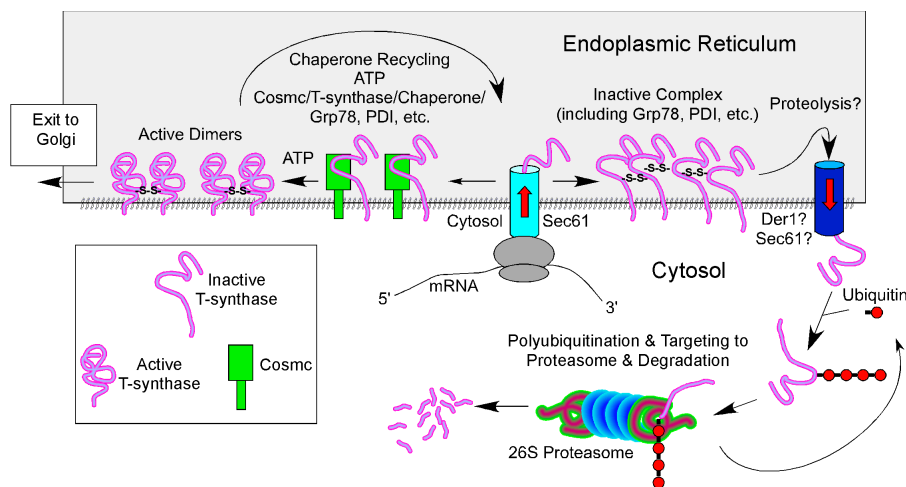 Endoplasmic Reticulum
Chaperone Recycling
ATP
Cosmc/T-synthase/Chaperone/
Grp78, PDI, etc.
Inactive Complex
(including Grp78, PDI, etc.)
Proteolysis?
Exit to
Golgi
Active Dimers
ATP
-S-S-
-S-S-
-S-S-
-S-S-
-S-S-
Cytosol
Sec61
Der1?
Sec61?
Cytosol
mRNA
5'
3'
Inactive
T-synthase
Active
T-synthase
Cosmc
Ubiquitin
Polyubiquitination & Targeting to
Proteasome & Degradation
26S Proteasome